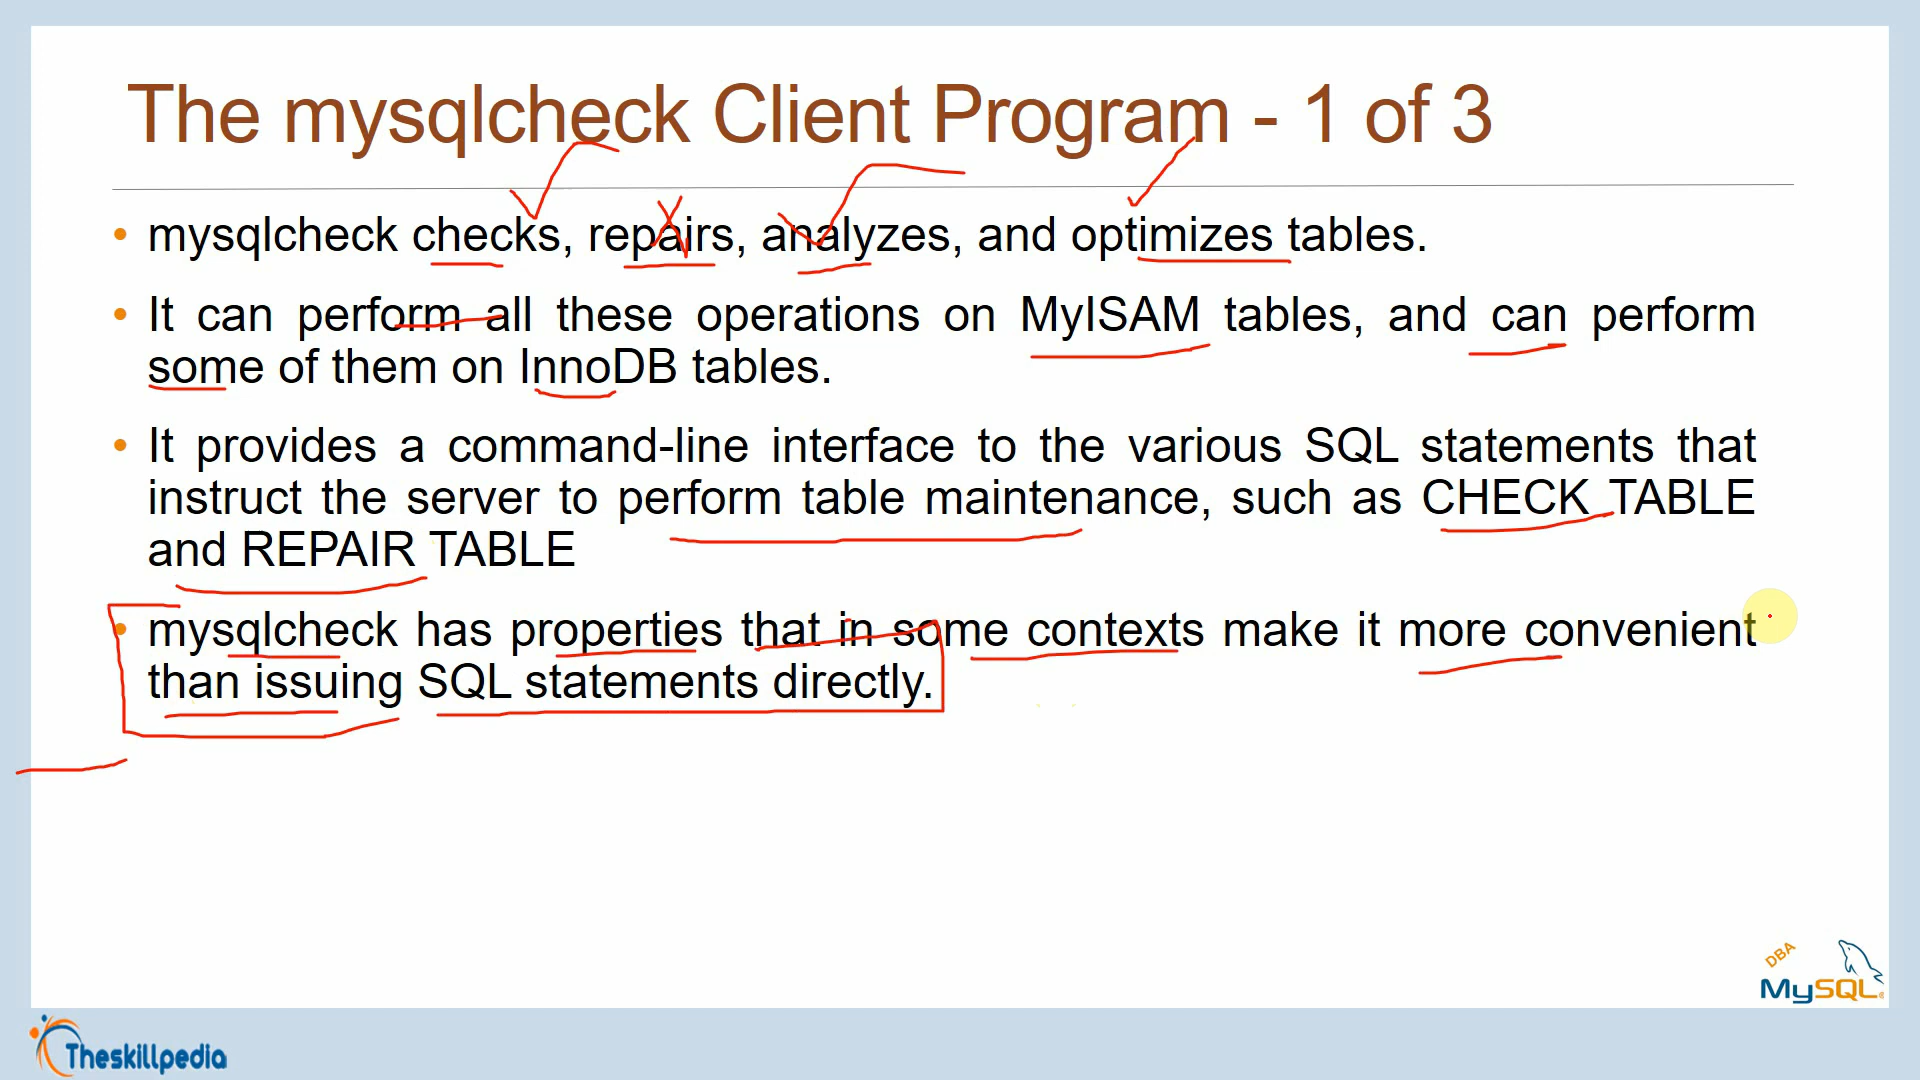 The mysqlcheck Client Program - 1 of 3
• mysqlcheck checks, repairs, analyzes, and optimizes tables.
• It can perform all these operations on MyISAM tables, and can perform
some of them on InnoDB tables.
• It provides a command-line interface to the various SQL statements that
instruct the server to perform table maintenance, such as CHECK TABLE
and REPAIR TABLE
• mysqlcheck has properties that in some contexts make it more convenient
than issuing SQL statements directly.
DBA
MySQL®
Theskillpedia